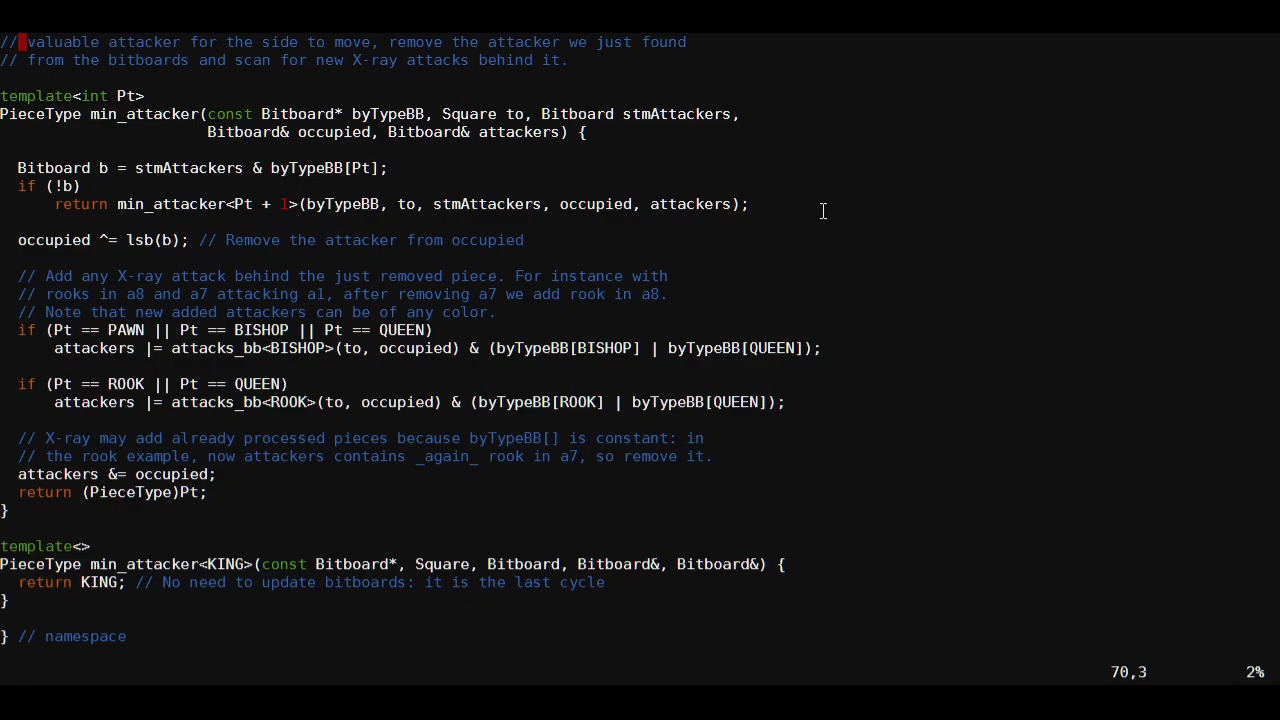 // valuable attacker for the side to move, remove the attacker we just found
// from the bitboards and scan for new X-ray attacks behind it.
template<int Pt>
PieceType min_attacker(const Bitboard* byTypeBB, Square to, Bitboard stmAttackers,
Bitboard& occupied, Bitboard& attackers) {
Bitboard b = stmAttackers & byTypeBB[Pt];
if (!b)
return min_attacker<Pt + 1>(byTypeBB, to, stmAttackers, occupied, attackers);
occupied ^= lsb(b); // Remove the attacker from occupied
// Add any X-ray attack behind the just removed piece. For instance with
// rooks in a8 and a7 attacking a1, after removing a7 we add rook in a8.
// Note that new added attackers can be of any color.
if (Pt == PAWN || Pt == BISHOP || Pt == QUEEN)
attackers |= attacks_bb<BISHOP>(to, occupied) & (byTypeBB[BISHOP] | byTypeBB[QUEEN]);
if (Pt == ROOK || Pt == QUEEN)
attackers |= attacks_bb<ROOK>(to, occupied) & (byTypeBB[ROOK] | byTypeBB[QUEEN]);
// X-ray may add already processed pieces because byTypeBB[] is constant: in
// the rook example, now attackers contains _again_ rook in a7, so remove it.
attackers &= occupied;
return (PieceType)Pt;
}
template<>
PieceType min_attacker<KING>(const Bitboard*, Square, Bitboard, Bitboard&, Bitboard&) {
return KING; // No need to update bitboards: it is the last cycle
}
} // namespace
70,3 2%